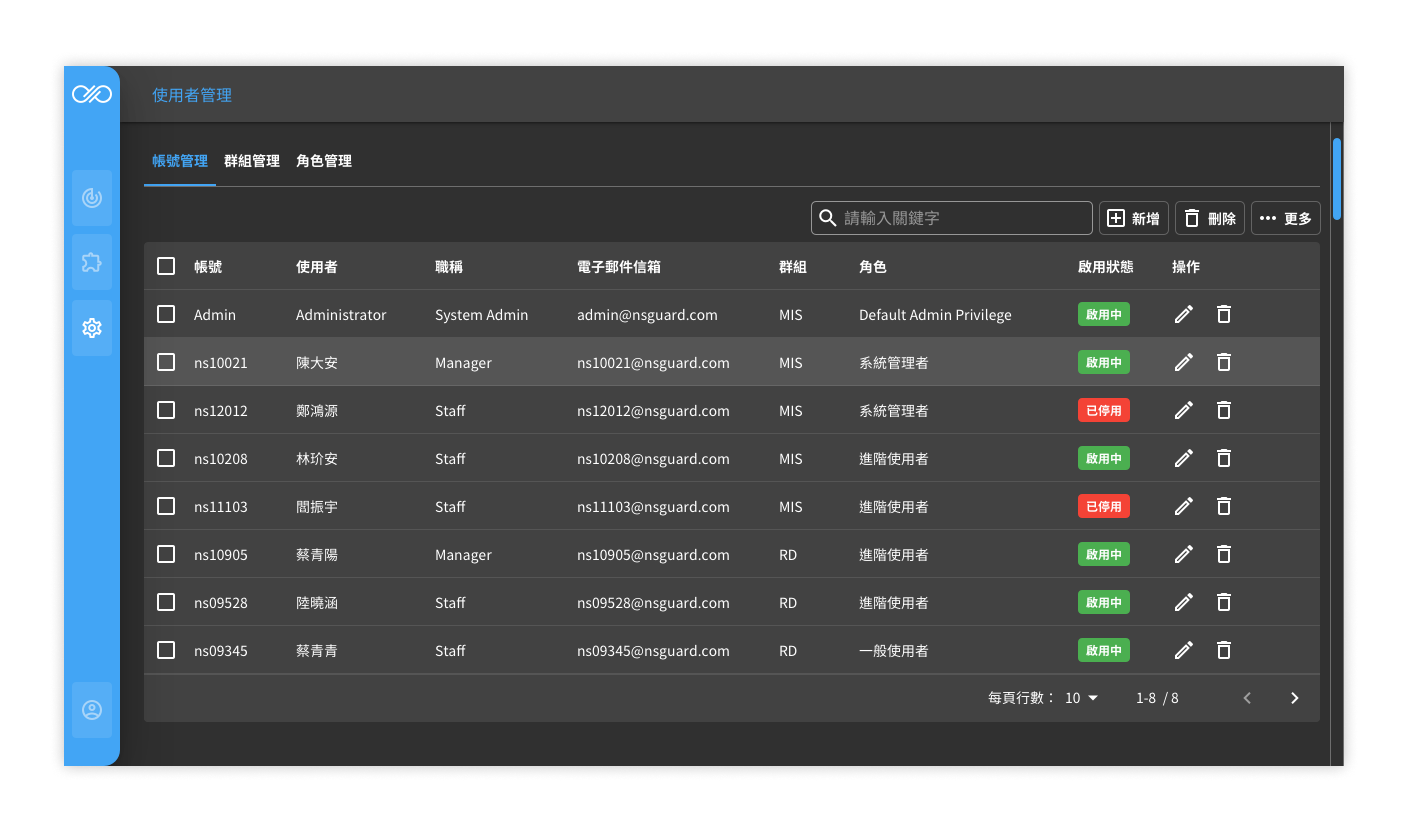 使用者管理
帳號管理 群組管理 角色管理
請輸入關鍵字 新增 刪除 更多
帳號 使用者 職稱 電子郵件信箱 群組 角色 啟用狀態 操作
Admin Administrator System Admin admin@nsguard.com MIS Default Admin Privilege 啟用中
ns10021 陳大安 Manager ns10021@nsguard.com MIS 系統管理者 啟用中
ns12012 鄭鴻源 Staff ns12012@nsguard.com MIS 系統管理者 已停用
ns10208 林玠安 Staff ns10208@nsguard.com MIS 進階使用者 啟用中
ns11103 閻振宇 Staff ns11103@nsguard.com MIS 進階使用者 已停用
ns10905 蔡青陽 Manager ns10905@nsguard.com RD 進階使用者 啟用中
ns09528 陸曉涵 Staff ns09528@nsguard.com RD 進階使用者 啟用中
ns09345 蔡青青 Staff ns09345@nsguard.com RD 一般使用者 啟用中
每頁行數： 10 1-8 / 8